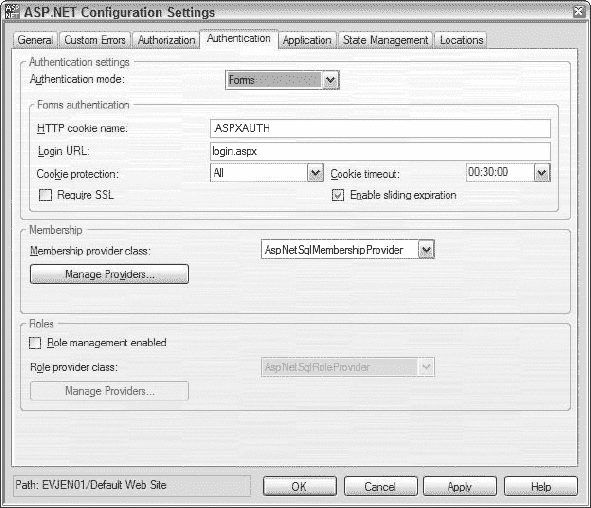 ASP.NET Configuration Settings
General Custom Errors Authorization Authentication Application State Management Locations
Authentication settings
Authentication mode: Forms
Forms authentication
HTTP cookie name: .ASPXAUTH
Login URL: login.aspx
Cookie protection: All Cookie timeout: 00:30:00
Require SSL Enable sliding expiration
Membership
Membership provider class: AspNetSqlMembershipProvider
Manage Providers...
Roles
Role management enabled
Role provider class: AspNetSqlRoleProvider
Manage Providers...
Path: EVJEN01/Default Web Site OK Cancel Apply Help